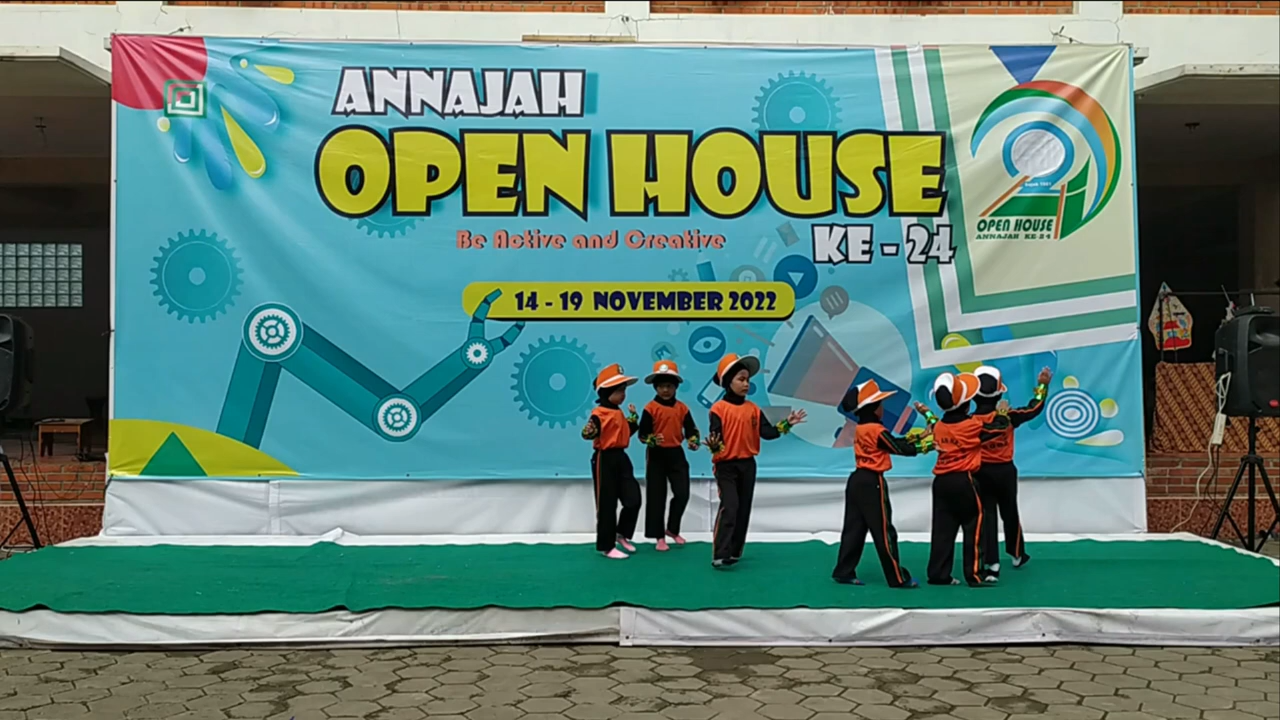 ANNAJAH
OPEN HOUSE
Be Active and Creative
KE - 24
14 - 19 NOVEMBER 2022
OPEN HOUSE
ANNAJAH KE-24